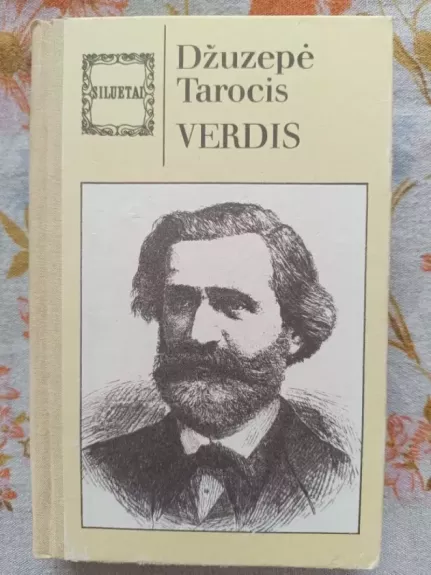 SILUETAI
Džuzepė
Tarocis
VERDIS